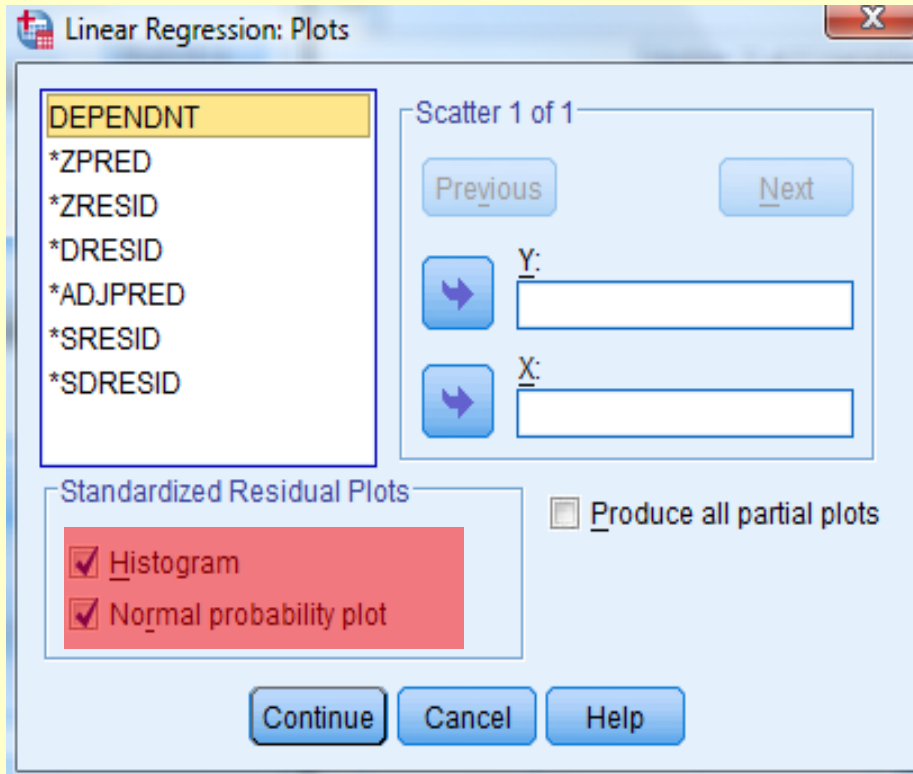 Linear Regression: Plots
X
DEPENDNT
*ZPRED
*ZRESID
*DRESID
*ADJPRED
*SRESID
*SDRESID
Scatter 1 of 1
Previous Next
Y:
X:
Standardized Residual Plots
Histogram
Normal probability plot
Produce all partial plots
Continue Cancel Help